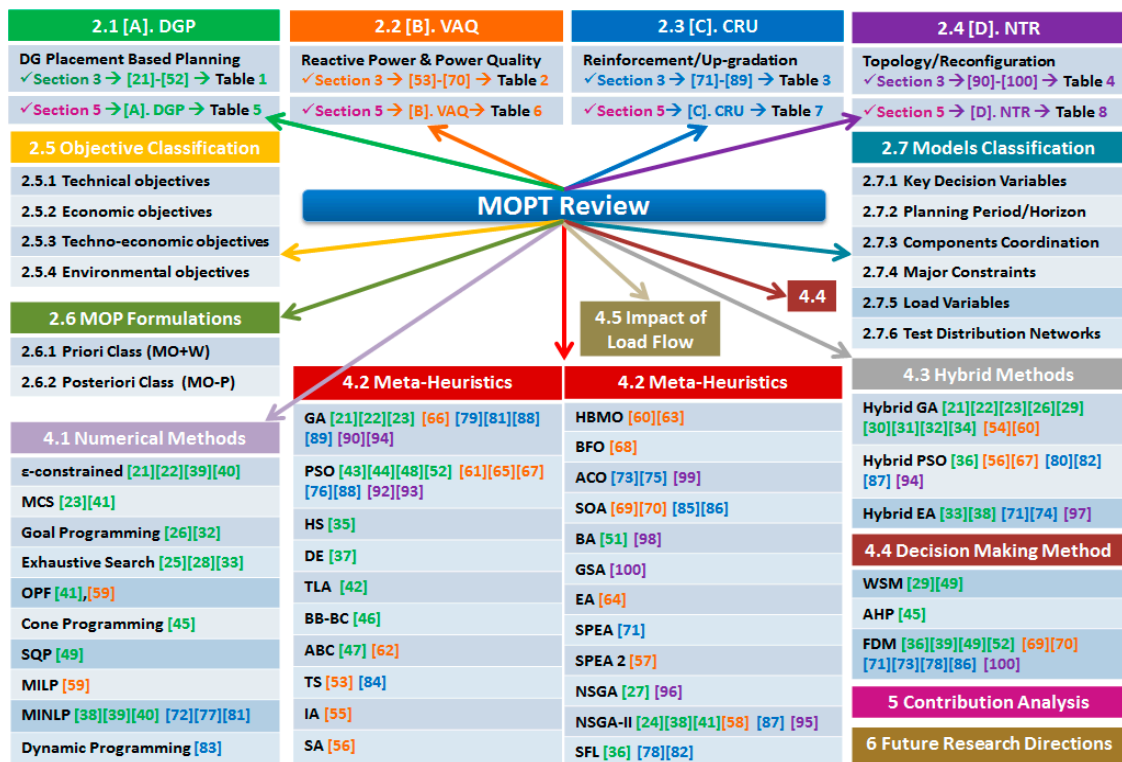 2.1 [A]. DGP
DG Placement Based Planning
✓Section 3 → [21]-[52] → Table 1
✓Section 5 →[A]. DGP→ Table 5
2.2 [B]. VAQ
Reactive Power & Power Quality
✓Section 3 → [53]-[70] → Table 2
✓Section 5 → [B]. VAQ→ Table 6
2.3 [C]. CRU
Reinforcement/Up-gradation
✓Section 3 → [71]-[89] → Table 3
✓Section 5→ [C]. CRU → Table 7
2.4 [D]. NTR
Topology/Reconfiguration
✓Section 3 → [90]-[100] → Table 4
✓Section 5 → [D]. NTR → Table 8
2.5 Objective Classification
2.5.1 Technical objectives
2.5.2 Economic objectives
2.5.3 Techno-economic objectives
2.5.4 Environmental objectives
MOPT Review
2.7 Models Classification
2.7.1 Key Decision Variables
2.7.2 Planning Period/Horizon
2.7.3 Components Coordination
2.7.4 Major Constraints
2.7.5 Load Variables
2.7.6 Test Distribution Networks
2.6 MOP Formulations
2.6.1 Priori Class (MO+W)
2.6.2 Posteriori Class (MO-P)
4.5 Impact of
Load Flow
4.4
4.1 Numerical Methods
ε-constrained [21][22][39][40]
MCS [23][41]
Goal Programming [26][32]
Exhaustive Search [25][28][33]
OPF [41],[59]
Cone Programming [45]
SQP [49]
MILP [59]
MINLP [38][39][40] [72][77][81]
Dynamic Programming [83]
4.2 Meta-Heuristics
GA [21][22][23] [66] [79][81][88]
[89] [90][94]
PSO [43][44][48][52] [61][65][67]
[76][88] [92][93]
HS [35]
DE [37]
TLA [42]
BB-BC [46]
ABC [47] [62]
TS [53] [84]
IA [55]
SA [56]
4.2 Meta-Heuristics
HBMO [60][63]
BFO [68]
ACO [73][75] [99]
SOA [69][70] [85][86]
BA [51] [98]
GSA [100]
EA [64]
SPEA [71]
SPEA 2 [57]
NSGA [27] [96]
NSGA-II [24][38][41][58] [87] [95]
SFL [36] [78][82]
4.3 Hybrid Methods
Hybrid GA [21][22][23][26][29]
[30][31][32][34] [54][60]
Hybrid PSO [36] [56][67] [80][82]
[87] [94]
Hybrid EA [33][38] [71][74] [97]
4.4 Decision Making Method
WSM [29][49]
AHP [45]
FDM [36][39][49][52] [69][70]
[71][73][78][86] [100]
5 Contribution Analysis
6 Future Research Directions